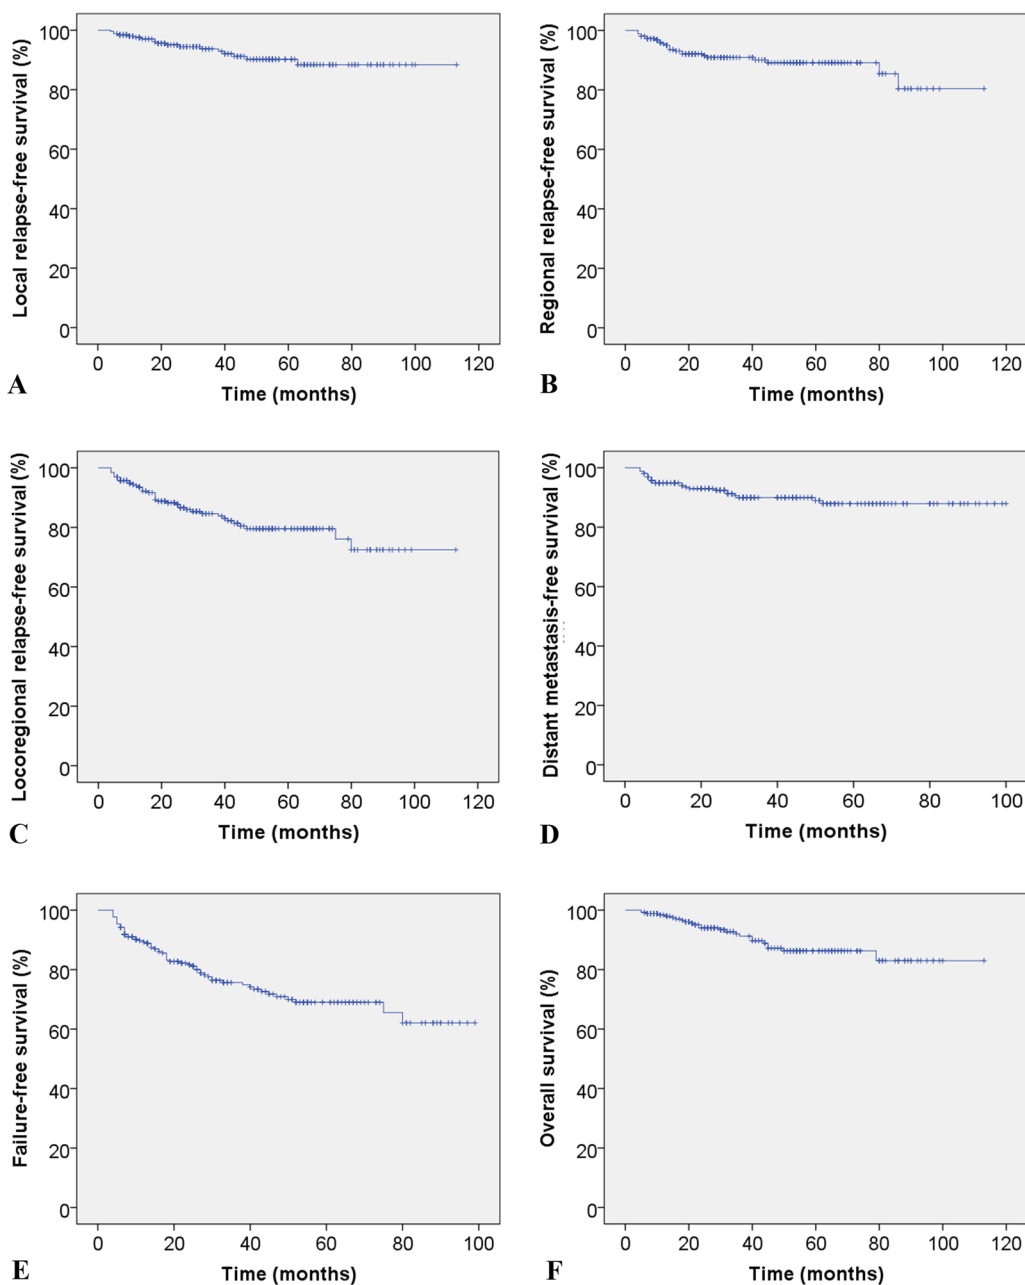 Local relapse-free survival (%)
100
80
60
40
20
0
0 20 40 60 80 100 120
Time (months)
A
Regional relapse-free survival (%)
100
80
60
40
20
0
0 20 40 60 80 100 120
Time (months)
B
Locoregional relapse-free survival (%)
100
80
60
40
20
0
0 20 40 60 80 100 120
Time (months)
C
Distant metastasis-free survival (%)
100
80
60
40
20
0
0 20 40 60 80 100
Time (months)
D
Failure-free survival (%)
100
80
60
40
20
0
0 20 40 60 80 100
Time (months)
E
Overall survival (%)
100
80
60
40
20
0
0 20 40 60 80 100 120
Time (months)
F